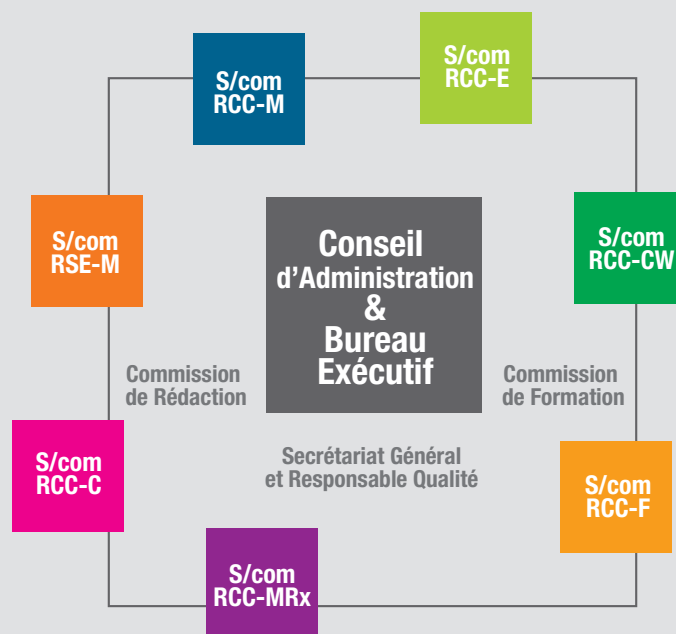 S/com
RCC-M
S/com
RCC-E
S/com
RSE-M
Conseil
d'Administration
&
Bureau
Exécutif
S/com
RCC-CW
Commission
de Rédaction
Commission
de Formation
S/com
RCC-C
Secrétariat Général
et Responsable Qualité
S/com
RCC-F
S/com
RCC-MRx